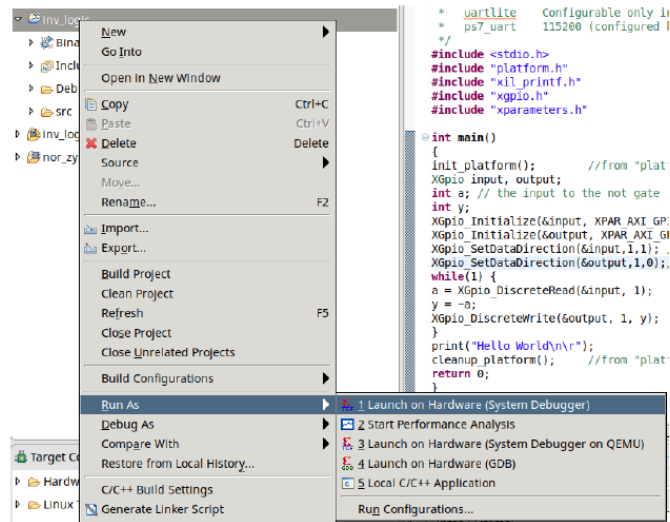 inv_logic
Bina
Inclu
Deb
src
inv_log
nor_zy
Target Co
Hardw
Linux T
New
Go Into
Open in New Window
Copy Ctrl+C
Paste Ctrl+V
Delete Delete
Source
Move...
Rename... F2
Import...
Export...
Build Project
Clean Project
Refresh F5
Close Project
Close Unrelated Projects
Build Configurations
Run As
Debug As
Compare With
Restore from Local History...
C/C++ Build Settings
Generate Linker Script
1 Launch on Hardware (System Debugger)
2 Start Performance Analysis
3 Launch on Hardware (System Debugger on QEMU)
4 Launch on Hardware (GDB)
5 Local C/C++ Application
Run Configurations...
* uartlite Configurable only i
* ps7_uart 115200 (configured
*/
#include <stdio.h>
#include "platform.h"
#include "xil_printf.h"
#include "xgpio.h"
#include "xparameters.h"
int main()
{
init_platform(); //from "plat
XGpio input, output;
int a; // the input to the not gate
int y;
XGpio_Initialize(&input, XPAR_AXI_GP
XGpio_Initialize(&output, XPAR_AXI_G
XGpio_SetDataDirection(&input,1,1);
XGpio_SetDataDirection(&output,1,0);
while(1) {
a = XGpio_DiscreteRead(&input, 1);
y = ~a;
XGpio_DiscreteWrite(&output, 1, y);
}
print("Hello World\n\r");
cleanup_platform(); //from "plat
return 0;
}